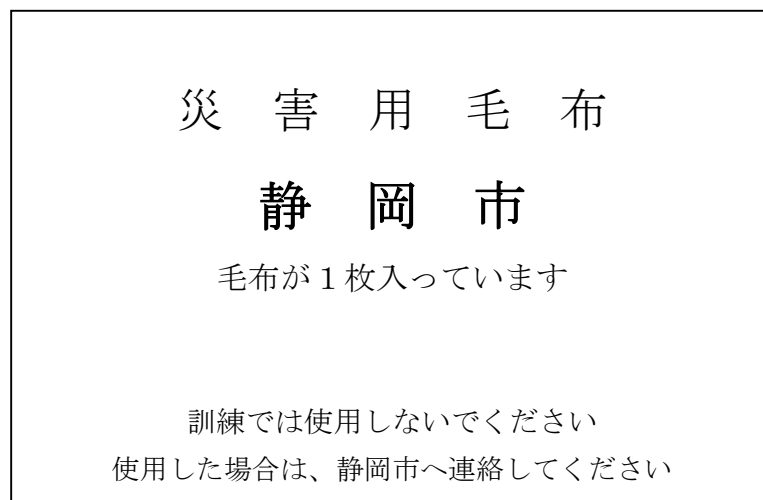 災害用毛布
静岡市
毛布が１枚入っています
訓練では使用しないでください
使用した場合は、静岡市へ連絡してください